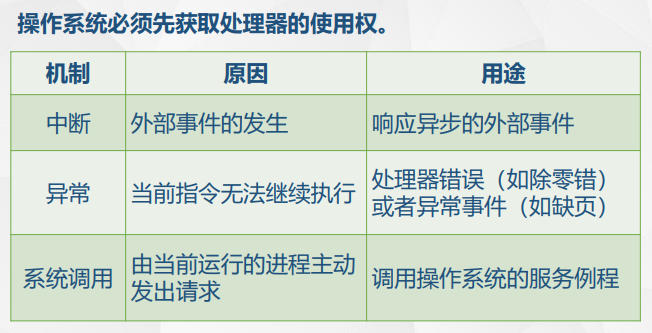 操作系统必须先获取处理器的使用权。
机制 原因 用途
中断 外部事件的发生 响应异步的外部事件
异常 当前指令无法继续执行 处理器错误（如除零错）
或者异常事件（如缺页）
系统调用 由当前运行的进程主动
发出请求 调用操作系统的服务例程